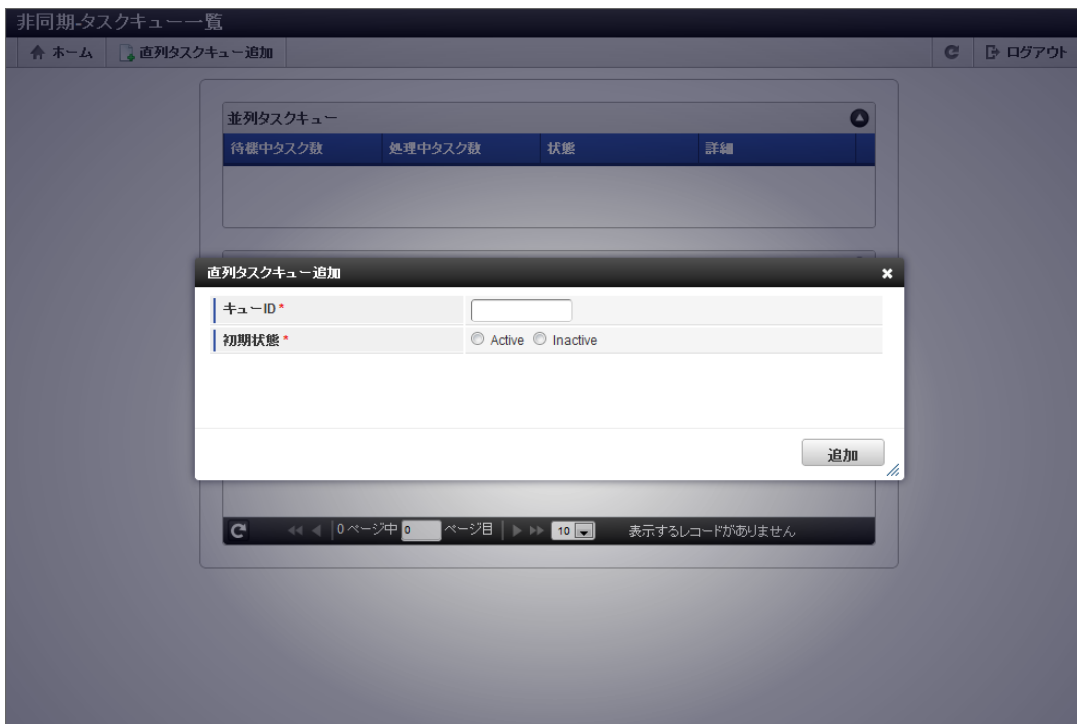 非同期-タスクキュー一覧
ホーム 直列タスクキュー追加 ログアウト
並列タスクキュー
待機中タスク数 処理中タスク数 状態 詳細
直列タスクキュー追加
キューID *
初期状態 * Active Inactive
追加
0 ページ中 0 ページ目 10 表示するレコードがありません